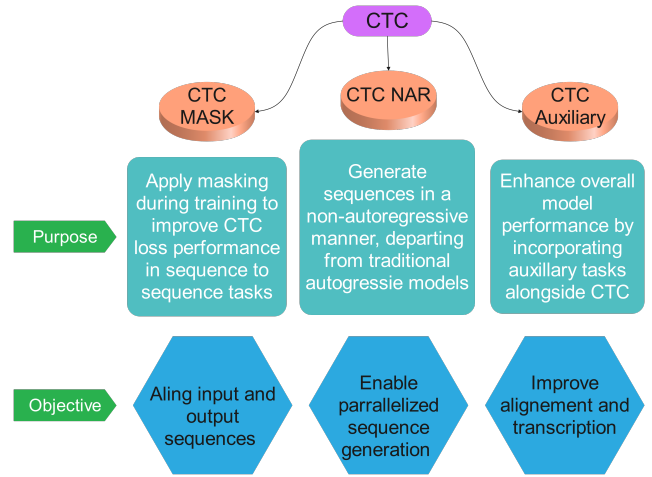 CTC
CTC
MASK
CTC NAR
CTC
Auxiliary
Purpose
Apply masking
during training to
improve CTC
loss performance
in sequence to
sequence tasks
Generate
sequences in a
non-autoregressive
manner, departing
from traditional
autogressie models
Enhance overall
model
performance by
incorporating
auxillary tasks
alongside CTC
Objective
Aling input and
output
sequences
Enable
parrallelized
sequence
generation
Improve
alignement and
transcription